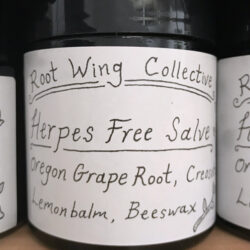 Root Wing Collective
Herpes Free Salve
Oregon Grape Root, Creos
Lemonbalm, Beeswax